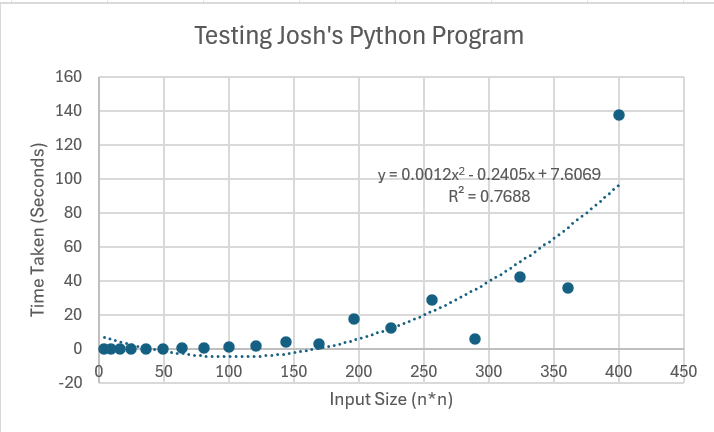 Testing Josh's Python Program
160
140
120
100
80
60
40
20
0
-20
Time Taken (Seconds)
y = 0.0012x² - 0.2405x + 7.6069
R² = 0.7688
0 50 100 150 200 250 300 350 400 450
Input Size (n*n)